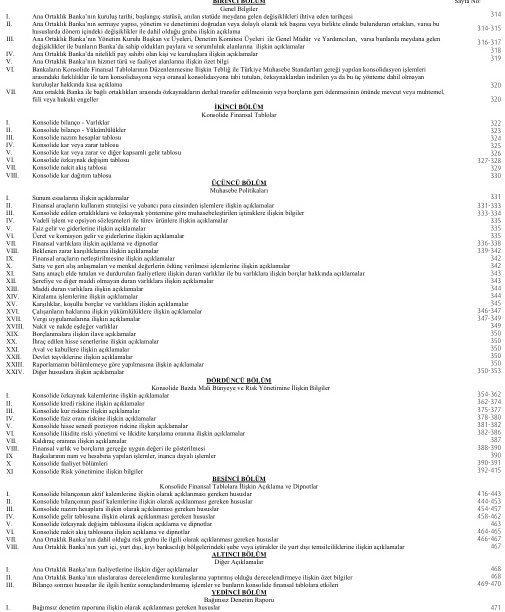 BİRİNCİ BÖLÜM Sayfa No:
Genel Bilgiler
I. Ana Ortaklık Banka'nın kuruluş tarihi, başlangıç statüsü, anılan statüde meydana gelen değişiklikleri ihtiva eden tarihçesi 314
II. Ana Ortaklık Banka'nın sermaye yapısı, yönetim ve denetimini doğrudan veya dolaylı olarak tek başına veya birlikte elinde bulunduran ortakları, varsa bu
hususlarda dönem içindeki değişiklikler ile dahil olduğu gruba ilişkin açıklama 314-315
III. Ana Ortaklık Banka'nın Yönetim Kurulu Başkan ve Üyeleri, Denetim Komitesi Üyeleri ile Genel Müdür ve Yardımcıları, varsa bunlarda meydana gelen
değişiklikler ile bunların Banka'da sahip oldukları paylara ve sorumluluk alanlarına ilişkin açıklamalar 316-317
IV. Ana Ortaklık Banka'da nitelikli pay sahibi olan kişi ve kuruluşlara ilişkin açıklamalar 318
V. Ana Ortaklık Banka'nın hizmet türü ve faaliyet alanlarına ilişkin özet bilgi 319
VI. Bankaların Konsolide Finansal Tablolarının Düzenlenmesine İlişkin Tebliğ ile Türkiye Muhasebe Standartları gereği yapılan konsolidasyon işlemleri
arasındaki farklılıklar ile tam konsolidasyona veya oransal konsolidasyona tabi tutulan, özkaynaklardan indirilen ya da bu üç yönteme dahil olmayan
kuruluşlar hakkında kısa açıklama 320
VII. Ana ortaklık Banka ile bağlı ortaklıkları arasında özkaynakların derhal transfer edilmesinin veya borçların geri ödenmesinin önünde mevcut veya muhtemel,
fiili veya hukuki engeller 320
İKİNCİ BÖLÜM
Konsolide Finansal Tablolar
I. Konsolide bilanço - Varlıklar 322
II. Konsolide bilanço - Yükümlülükler 323
III. Konsolide nazım hesaplar tablosu 324
IV. Konsolide kar veya zarar tablosu 325
V. Konsolide kar veya zarar ve diğer kapsamlı gelir tablosu 326
VI. Konsolide özkaynak değişim tablosu 327-328
VII. Konsolide nakit akış tablosu 329
VIII. Konsolide kar dağıtım tablosu 330
ÜÇÜNCÜ BÖLÜM
Muhasebe Politikaları
I. Sunum esaslarına ilişkin açıklamalar 331
II. Finansal araçların kullanım stratejisi ve yabancı para cinsinden işlemlere ilişkin açıklamalar 331-333
III. Konsolide edilen ortaklıklara ve özkaynak yöntemine göre muhasebeleştirilen iştiraklere ilişkin bilgiler 333-334
IV. Vadeli işlem ve opsiyon sözleşmeleri ile türev ürünlere ilişkin açıklamalar 335
V. Faiz gelir ve giderlerine ilişkin açıklamalar 335
VI. Ücret ve komisyon gelir ve giderlerine ilişkin açıklamalar 335
VII. Finansal varlıklara ilişkin açıklama ve dipnotlar 336-338
VIII. Beklenen zarar karşılıklarına ilişkin açıklamalar 339-342
IX. Finansal araçların netleştirilmesine ilişkin açıklamalar 342
X. Satış ve geri alış anlaşmaları ve menkul değerlerin ödünç verilmesi işlemlerine ilişkin açıklamalar 342
XI. Satış amaçlı elde tutulan ve durdurulan faaliyetlere ilişkin duran varlıklar ile bu varlıklara ilişkin borçlar hakkında açıklamalar 343
XII. Şerefiye ve diğer maddi olmayan duran varlıklara ilişkin açıklamalar 343
XIII. Maddi duran varlıklara ilişkin açıklamalar 344
XIV. Kiralama işlemlerine ilişkin açıklamalar 344
XV. Karşılıklar, koşullu borçlar ve varlıklara ilişkin açıklamalar 345
XVI. Çalışanların haklarına ilişkin yükümlülüklere ilişkin açıklamalar 346-347
XVII. Vergi uygulamalarına ilişkin açıklamalar 347-349
XVIII. Nakit ve nakde eşdeğer varlıklar 349
XIX. Borçlanmalara ilişkin ilave açıklamalar 350
XX. İhraç edilen hisse senetlerine ilişkin açıklamalar 350
XXI. Aval ve kabullere ilişkin açıklamalar 350
XXII. Devlet teşviklerine ilişkin açıklamalar 350
XXIII. Raporlamanın bölümlemeye göre yapılmasına ilişkin açıklamalar 350
XXIV. Diğer hususlara ilişkin açıklamalar 350-353
DÖRDÜNCÜ BÖLÜM
Konsolide Bazda Mali Bünyeye ve Risk Yönetimine İlişkin Bilgiler
I. Konsolide özkaynak kalemlerine ilişkin açıklamalar 354-362
II. Konsolide kredi riskine ilişkin açıklamalar 362-374
III. Konsolide kur riskine ilişkin açıklamalar 375-377
IV. Konsolide faiz oranı riskine ilişkin açıklamalar 378-380
V. Konsolide hisse senedi pozisyon riskine ilişkin açıklamalar 381-382
VI. Konsolide likidite riski yönetimi ve likidite karşılama oranına ilişkin açıklamalar 382-386
VII. Kaldıraç oranına ilişkin açıklamalar 387
VIII. Finansal varlık ve borçların gerçeğe uygun değeri ile gösterilmesi 388-390
IX Başkalarının nam ve hesabına yapılan işlemler, inanca dayalı işlemler 390
X Konsolide faaliyet bölümleri 390-391
XI Konsolide Risk yönetimine ilişkin bilgiler 392-415
BEŞİNCİ BÖLÜM
Konsolide Finansal Tablolara İlişkin Açıklama ve Dipnotlar
I. Konsolide bilançonun aktif kalemlerine ilişkin olarak açıklanması gereken hususlar 416-443
II. Konsolide bilançonun pasif kalemlerine ilişkin olarak açıklanması gereken hususlar 444-453
III. Konsolide nazım hesaplara ilişkin olarak açıklanması gereken hususlar 454-457
IV. Konsolide gelir tablosuna ilişkin olarak açıklanması gereken hususlar 458-462
V. Konsolide özkaynak değişim tablosuna ilişkin açıklama ve dipnotlar 463
VI. Konsolide nakit akış tablosuna ilişkin açıklama ve dipnotlar 464-465
VII. Ana Ortaklık Banka'nın dahil olduğu risk grubu ile ilgili olarak açıklanması gereken hususlar 466-467
VIII. Ana Ortaklık Banka'nın yurt içi, yurt dışı, kıyı bankacılığı bölgelerindeki şube veya iştirakler ile yurt dışı temsilciliklerine ilişkin açıklamalar 467
ALTINCI BÖLÜM
Diğer Açıklamalar
I. Ana Ortaklık Banka'nın faaliyetlerine ilişkin diğer açıklamalar 468
II. Ana Ortaklık Banka'nın uluslararası derecelendirme kuruluşlarına yaptırmış olduğu derecelendirmeye ilişkin özet bilgiler 468
III. Bilanço sonrası hususlar ile ilgili henüz sonuçlandırılmamış işlemler ve bunların konsolide finansal tablolara etkileri 469-470
YEDİNCİ BÖLÜM
Bağımsız Denetim Raporu
I. Bağımsız denetim raporuna ilişkin olarak açıklanması gereken hususlar 471